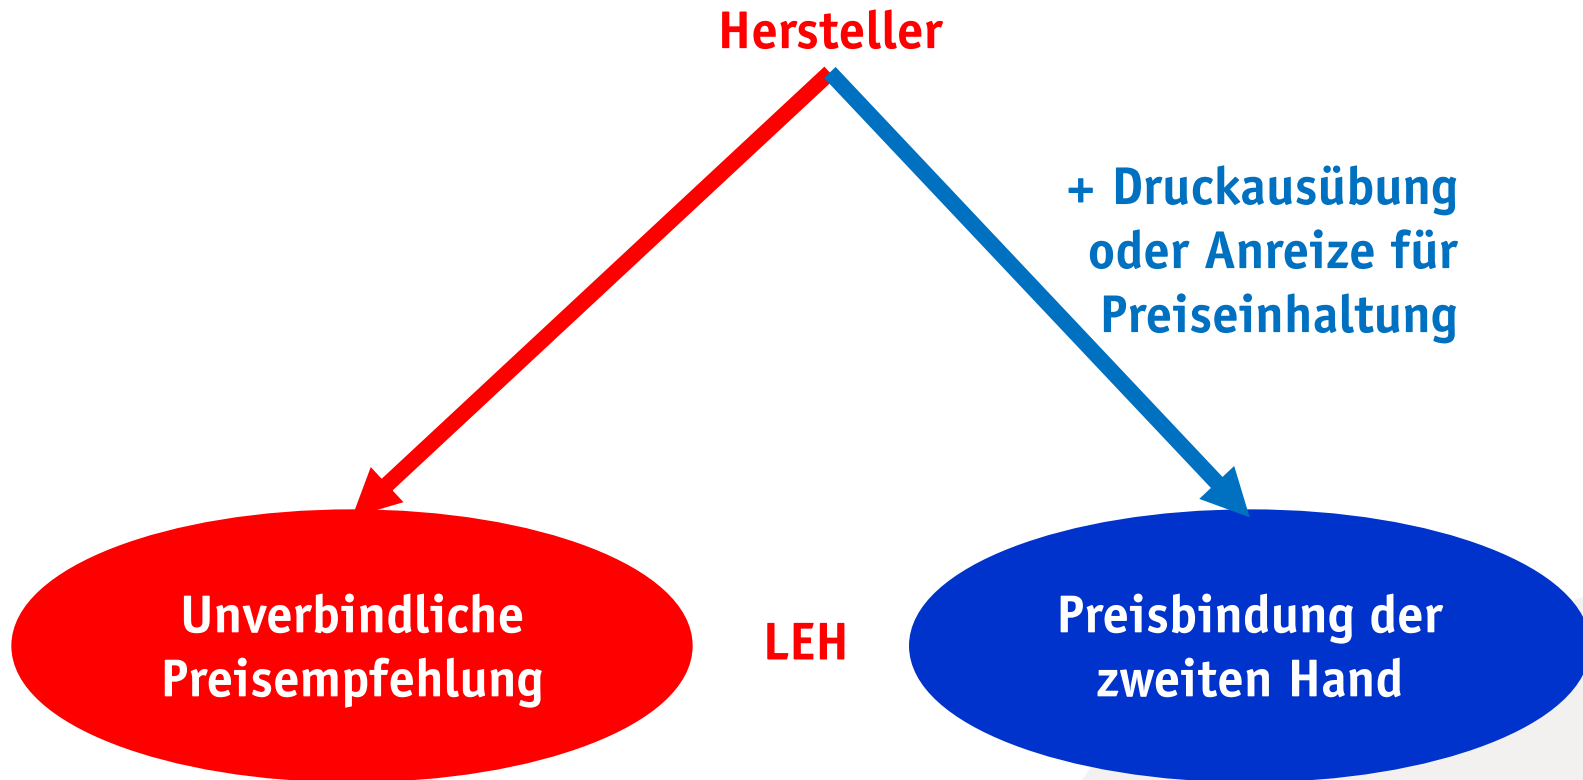 Hersteller
+ Druckausübung
oder Anreize für
Preiseinhaltung
Unverbindliche
Preisempfehlung
LEH
Preisbindung der
zweiten Hand